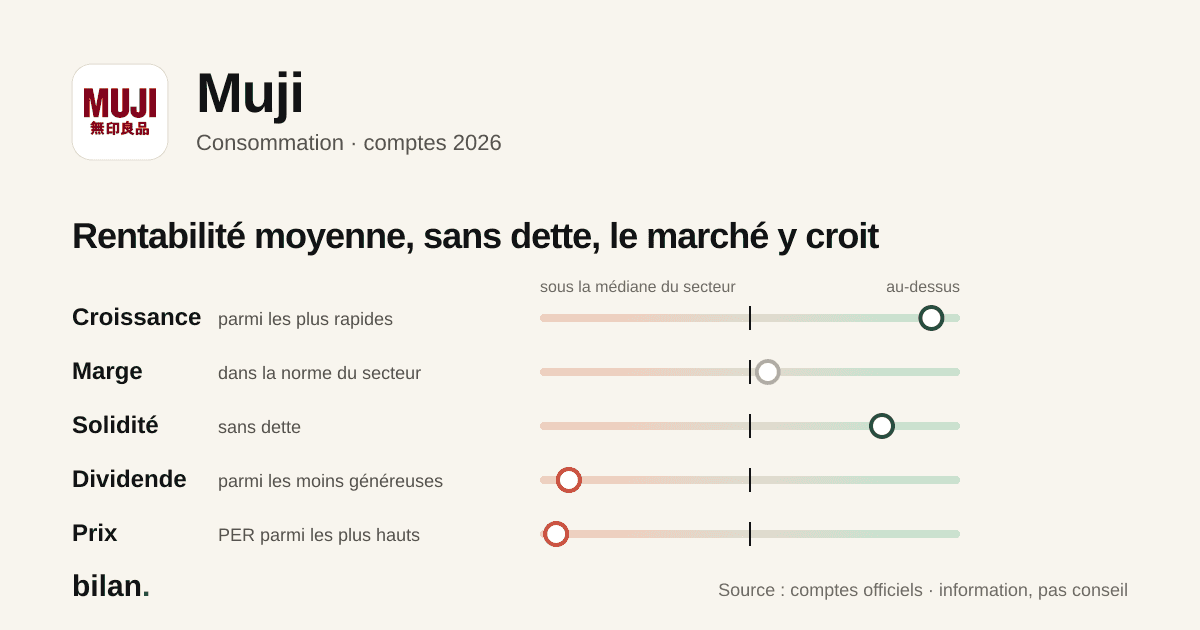 MUJI
無印良品
Muji
Consommation · comptes 2026
Rentabilité moyenne, sans dette, le marché y croit
sous la médiane du secteur au-dessus
Croissance parmi les plus rapides
Marge dans la norme du secteur
Solidité sans dette
Dividende parmi les moins généreuses
Prix PER parmi les plus hauts
bilan.
Source : comptes officiels · information, pas conseil